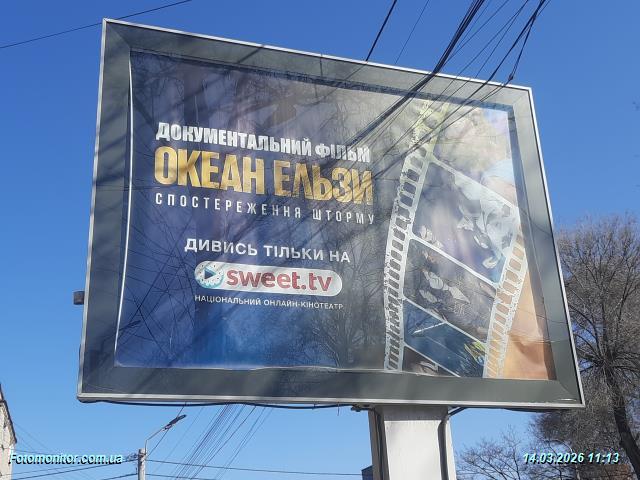 ДОКУМЕНТАЛЬНИЙ ФІЛЬМ
ОКЕАН ЕЛЬЗИ
СПОСТЕРЕЖЕННЯ ШТОРМУ
ДИВИСЬ ТІЛЬКИ НА
sweet.tv
НАЦІОНАЛЬНИЙ ОНЛАЙН-КІНОТЕАТР
Fotomonitor.com.ua
14.03.2026 11:13